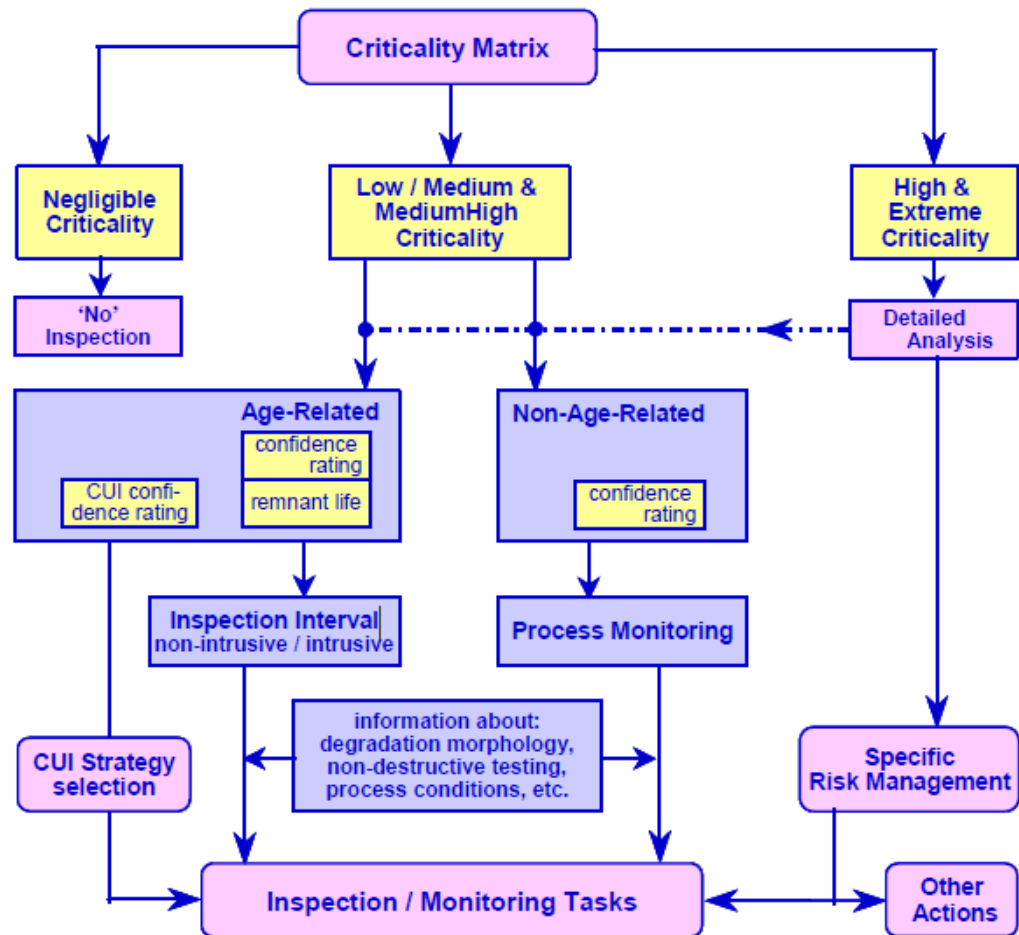 Criticality Matrix
Negligible
Criticality
Low / Medium &
MediumHigh
Criticality
High &
Extreme
Criticality
‘No’
Inspection
Detailed
Analysis
Age-Related
confidence
rating
remnant life
CUI confi-
dence rating
Non-Age-Related
confidence
rating
Inspection Interval
non-intrusive / intrusive
Process Monitoring
information about:
degradation morphology,
non-destructive testing,
process conditions, etc.
CUI Strategy
selection
Specific
Risk Management
Inspection / Monitoring Tasks
Other
Actions